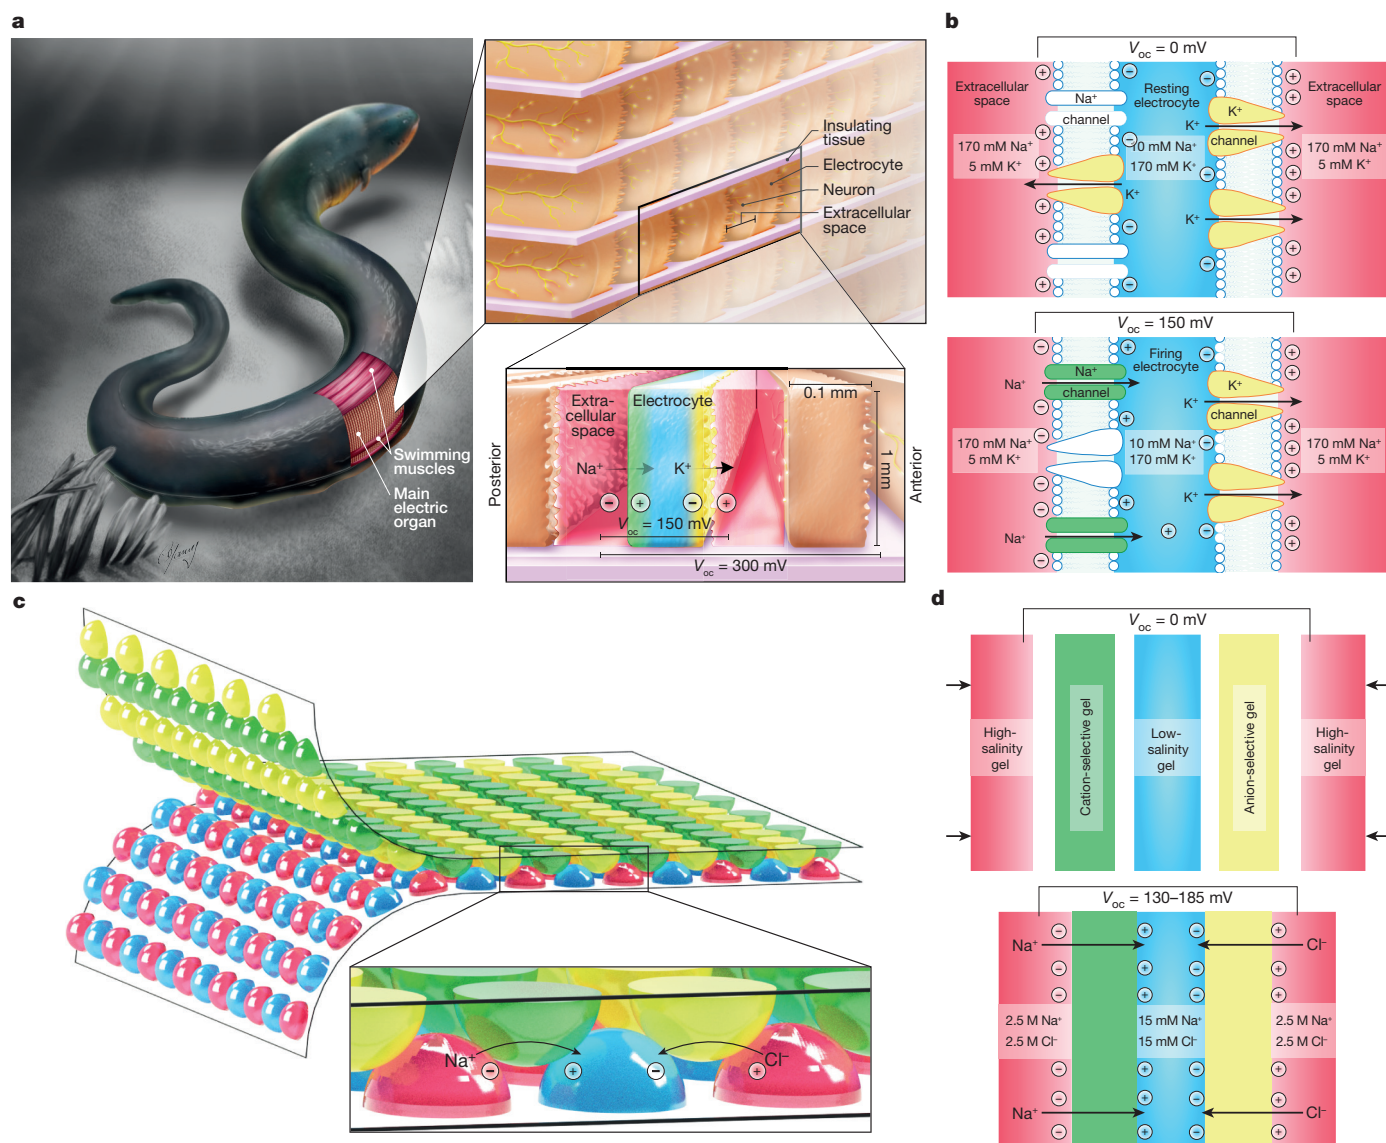 a
Insulating
tissue
Electrocyte
Neuron
Extracellular
space
Swimming
muscles
Main
electric
organ
Posterior
Extra-
cellular
space
Electrocyte
0.1 mm
1 mm
Na⁺
K⁺
− + − +
Voc = 150 mV
Voc = 300 mV
Anterior
b
Voc = 0 mV
Extracellular
space
Na⁺
channel
Resting
electrocyte
K⁺
K⁺
channel
Extracellular
space
170 mM Na⁺
5 mM K⁺
10 mM Na⁺
170 mM K⁺
170 mM Na⁺
5 mM K⁺
K⁺
K⁺
Voc = 150 mV
Na⁺
Na⁺
channel
Firing
electrocyte
K⁺
K⁺
channel
170 mM Na⁺
5 mM K⁺
10 mM Na⁺
170 mM K⁺
170 mM Na⁺
5 mM K⁺
K⁺
Na⁺
c
Na⁺
Cl⁻
− + − +
d
Voc = 0 mV
High-
salinity
gel
Cation-selective gel
Low-
salinity
gel
Anion-selective gel
High-
salinity
gel
Voc = 130–185 mV
Na⁺
Cl⁻
2.5 M Na⁺
2.5 M Cl⁻
15 mM Na⁺
15 mM Cl⁻
2.5 M Na⁺
2.5 M Cl⁻
Na⁺
Cl⁻